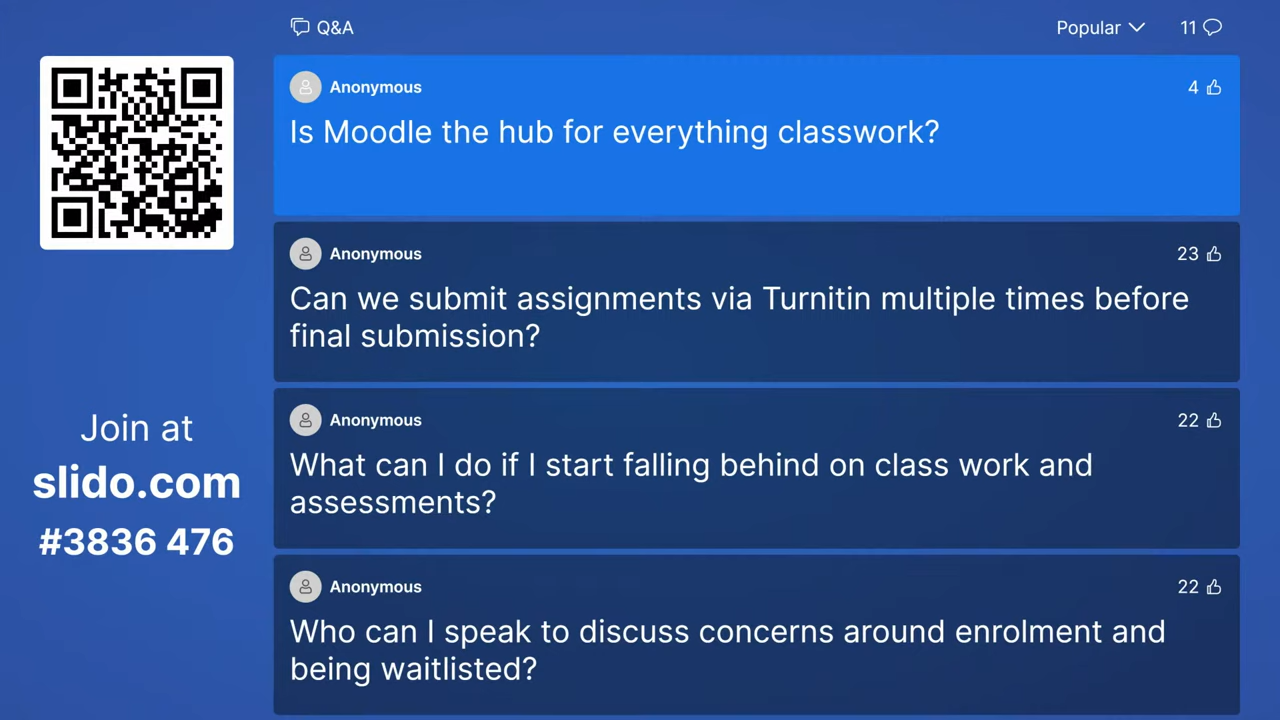 Q&A
Popular
11
Anonymous
4
Is Moodle the hub for everything classwork?
Anonymous
23
Can we submit assignments via Turnitin multiple times before
final submission?
Anonymous
22
What can I do if I start falling behind on class work and
assessments?
Anonymous
22
Who can I speak to discuss concerns around enrolment and
being waitlisted?
Join at
slido.com
#3836 476